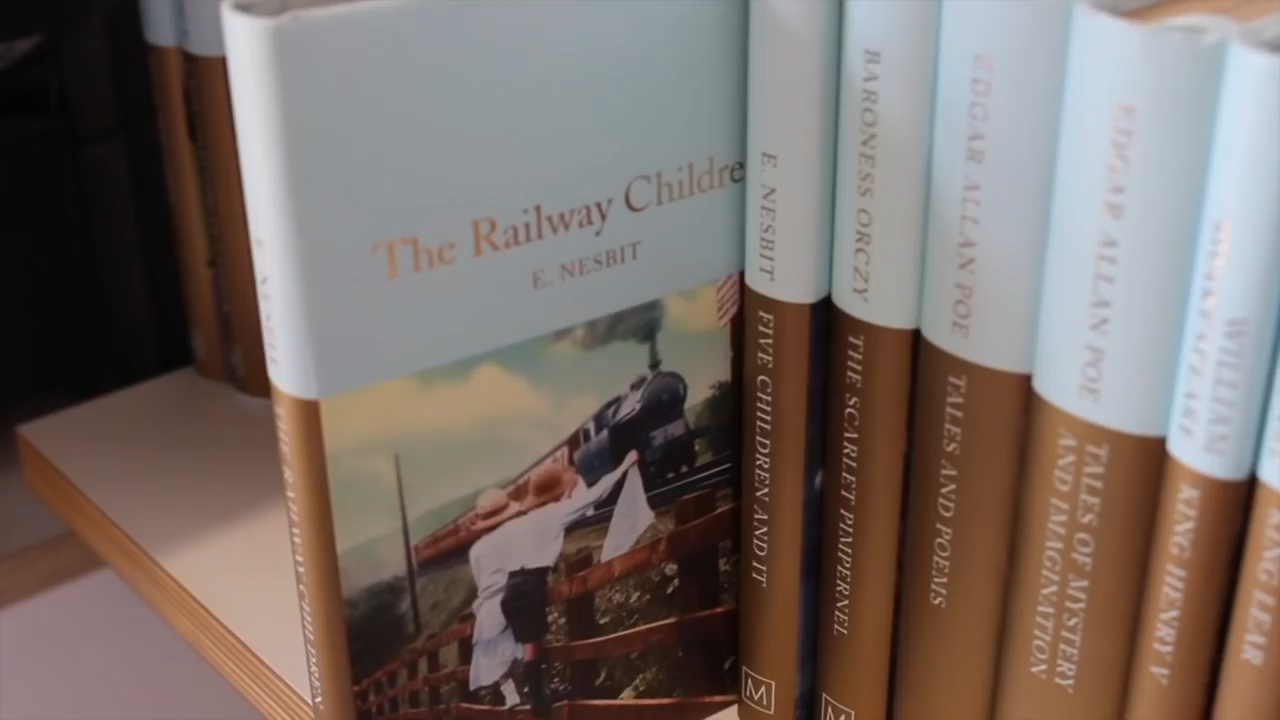 The Railway Childre
E. NESBIT
E. NESBIT
FIVE CHILDREN AND IT
M
BARONESS ORCZY
THE SCARLET PIMPERNEL
M
EDGAR ALLAN POE
TALES AND POEMS
EDGAR ALLAN POE
TALES OF MYSTERY
AND IMAGINATION
WILLIAM
SHAKESPEARE
KING HENRY V
KING LEAR